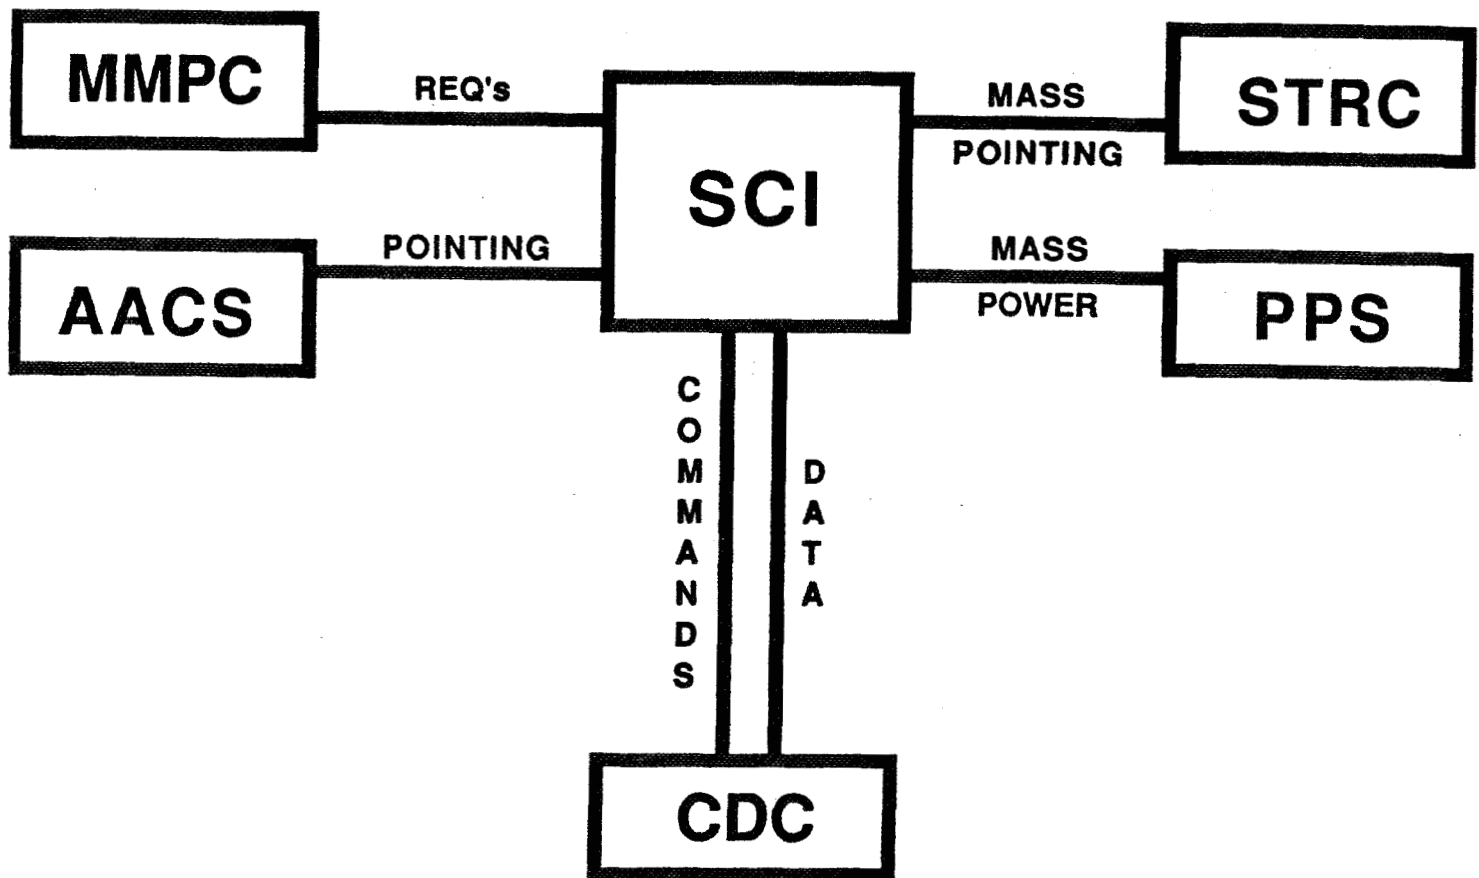 MMPC
REQ's
SCI
MASS
POINTING
STRC
AACS
POINTING
MASS
POWER
PPS
COMMANDS
DATA
CDC